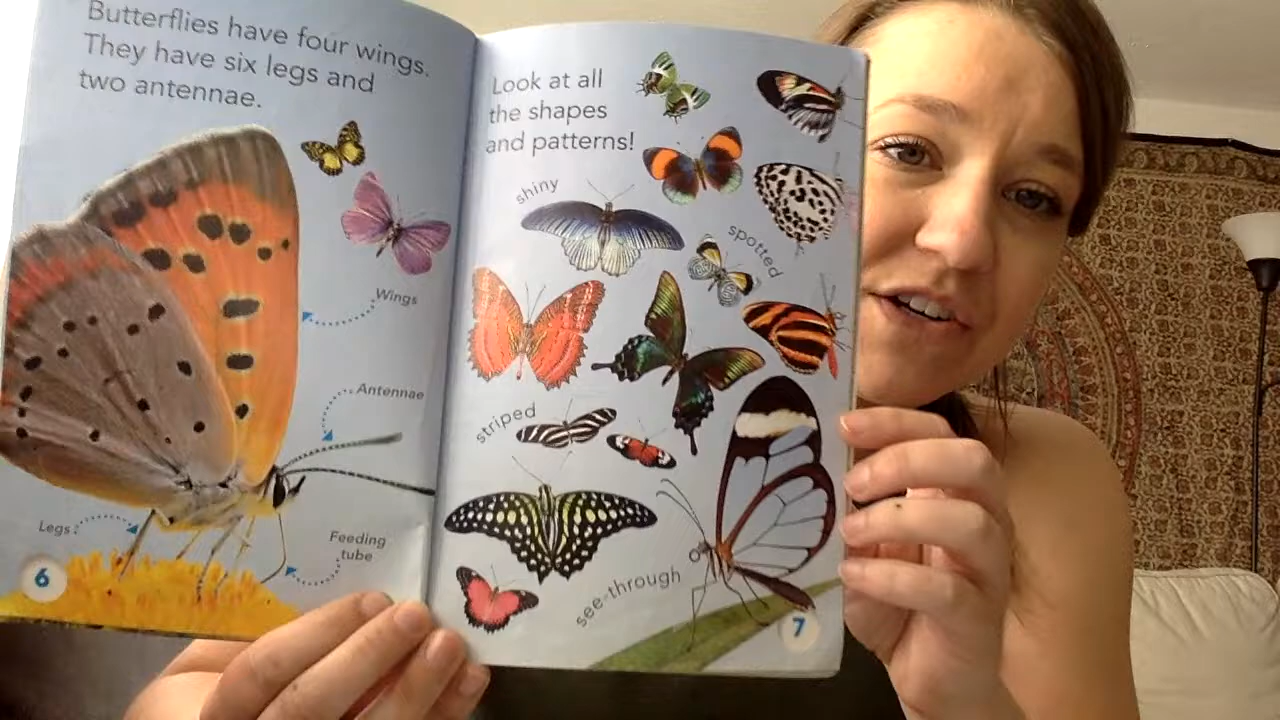 Butterflies have four wings.
They have six legs and
two antennae.
Wings
Antennae
Legs
Feeding
tube
6
Look at all
the shapes
and patterns!
shiny
spotted
striped
see-through
7